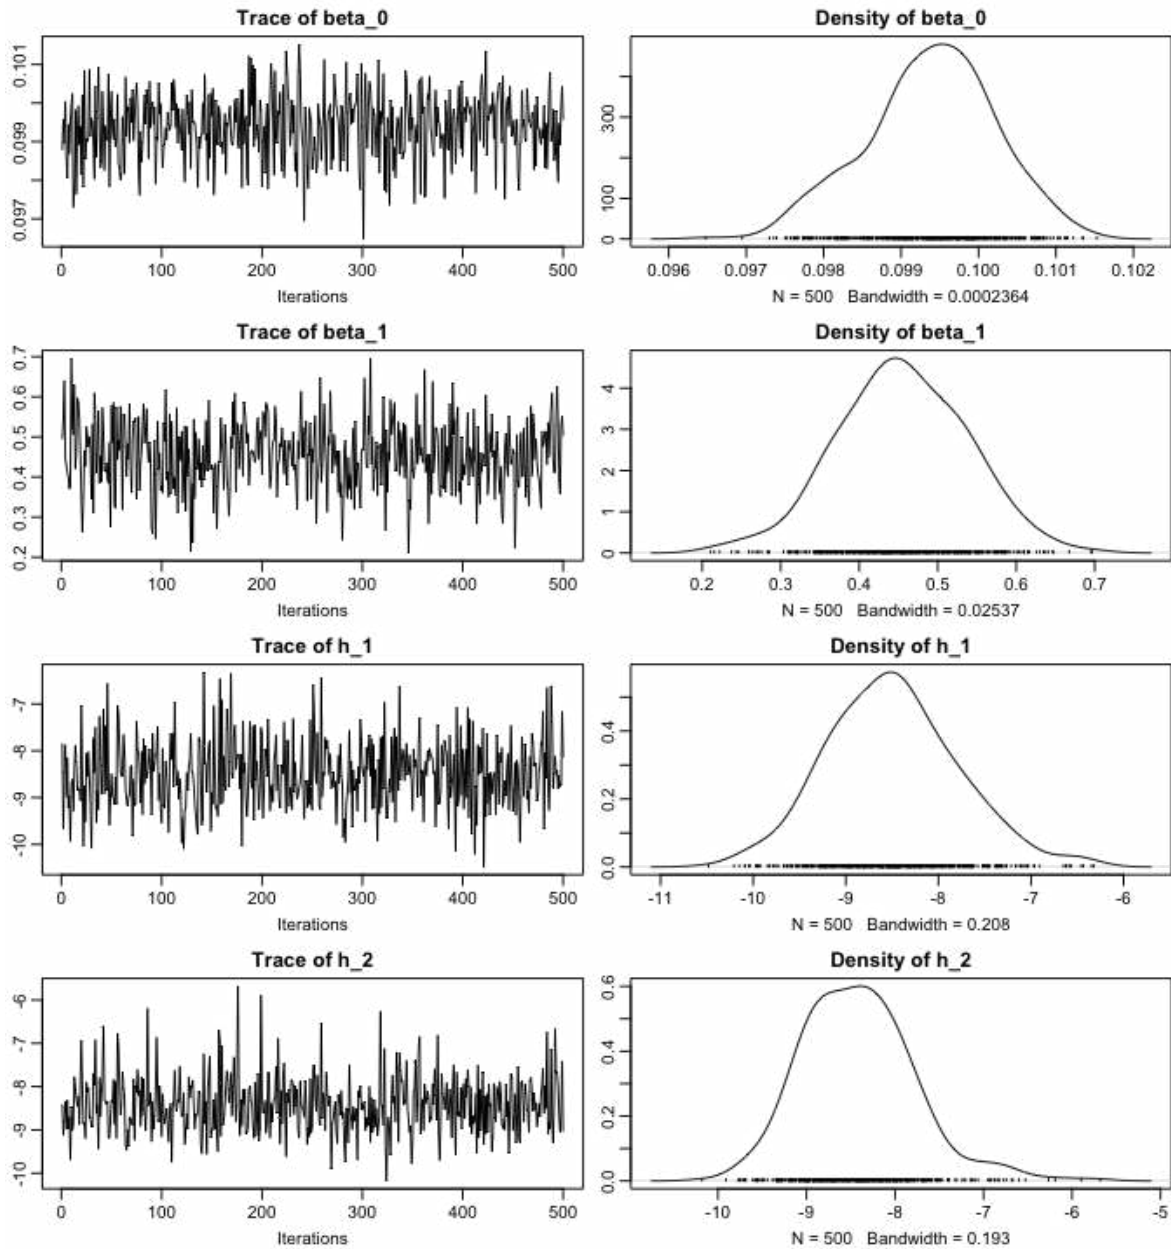 Trace of beta_0
0.097 0.099 0.101
0 100 200 300 400 500
Iterations
Density of beta_0
0 100 300
0.096 0.097 0.098 0.099 0.100 0.101 0.102
N = 500 Bandwidth = 0.0002364
Trace of beta_1
0.2 0.3 0.4 0.5 0.6 0.7
0 100 200 300 400 500
Iterations
Density of beta_1
0 1 2 3 4
0.2 0.3 0.4 0.5 0.6 0.7
N = 500 Bandwidth = 0.02537
Trace of h_1
-10 -9 -8 -7
0 100 200 300 400 500
Iterations
Density of h_1
0.0 0.2 0.4
-11 -10 -9 -8 -7 -6
N = 500 Bandwidth = 0.208
Trace of h_2
-10 -9 -8 -7 -6
0 100 200 300 400 500
Iterations
Density of h_2
0.0 0.2 0.4 0.6
-10 -9 -8 -7 -6 -5
N = 500 Bandwidth = 0.193